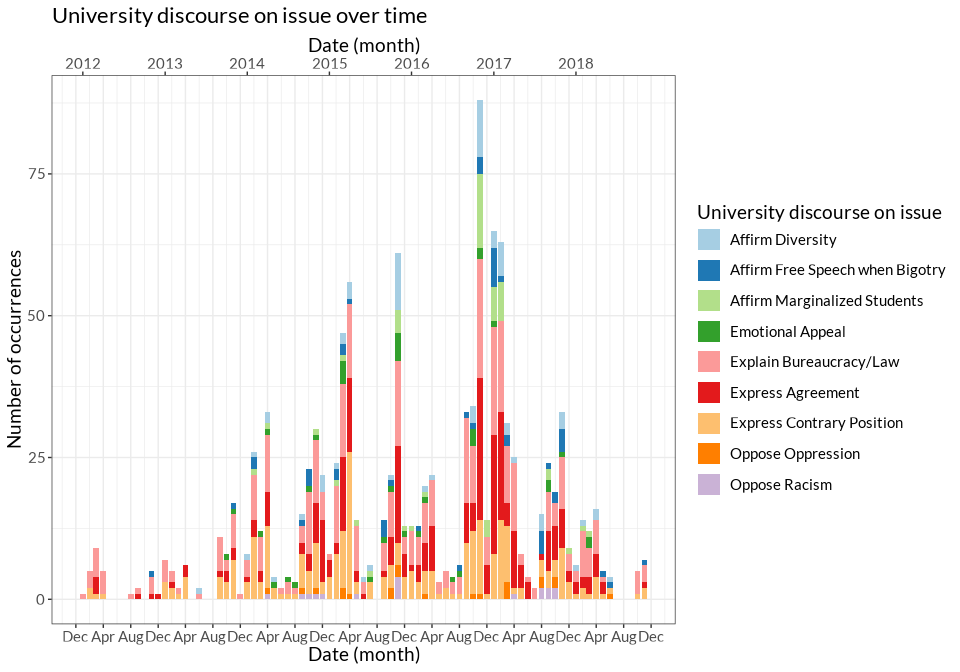 University discourse on issue over time
Date (month)
2012 2013 2014 2015 2016 2017 2018
Number of occurrences
75
50
25
0
Dec Apr Aug Dec Apr Aug Dec Apr Aug Dec Apr Aug Dec Apr Aug Dec Apr Aug Dec Apr Aug Dec
Date (month)
University discourse on issue
Affirm Diversity
Affirm Free Speech when Bigotry
Affirm Marginalized Students
Emotional Appeal
Explain Bureaucracy/Law
Express Agreement
Express Contrary Position
Oppose Oppression
Oppose Racism